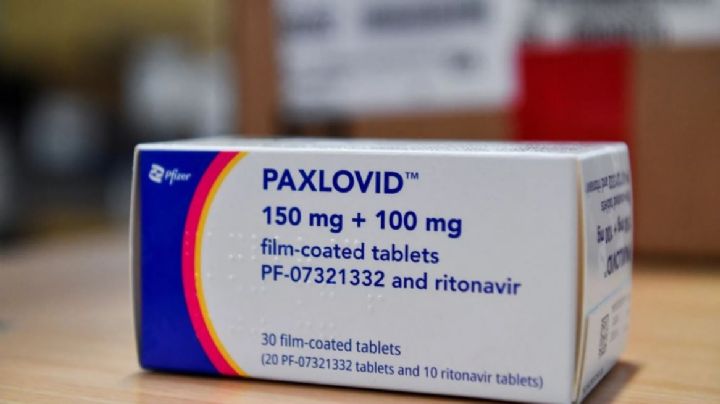 Pfizer
PAXLOVID™
150 mg + 100 mg
film-coated tablets
PF-07321332 and ritonavir
30 film-coated tablets
(20 PF-07321332 tablets and 10 ritonavir tablets)